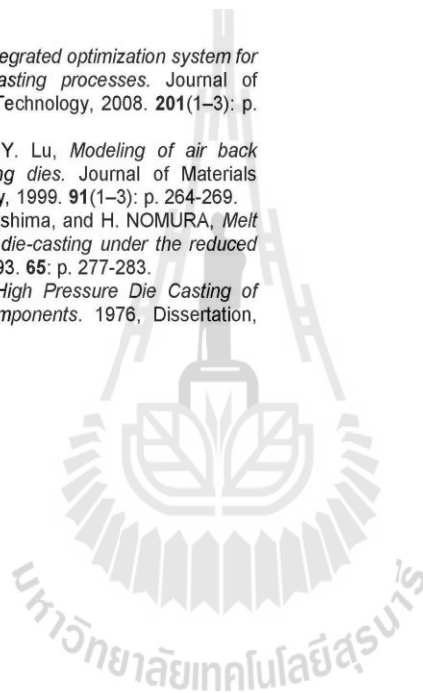 egrated optimization system for
asting processes. Journal of
Technology, 2008. 201(1–3): p.
Y. Lu, Modeling of air back
ng dies. Journal of Materials
y, 1999. 91(1–3): p. 264-269.
shima, and H. NOMURA, Melt
die-casting under the reduced
93. 65: p. 277-283.
High Pressure Die Casting of
mponents. 1976, Dissertation,
มหาวิทยาลัยเทคโนโลยีสุรนารี